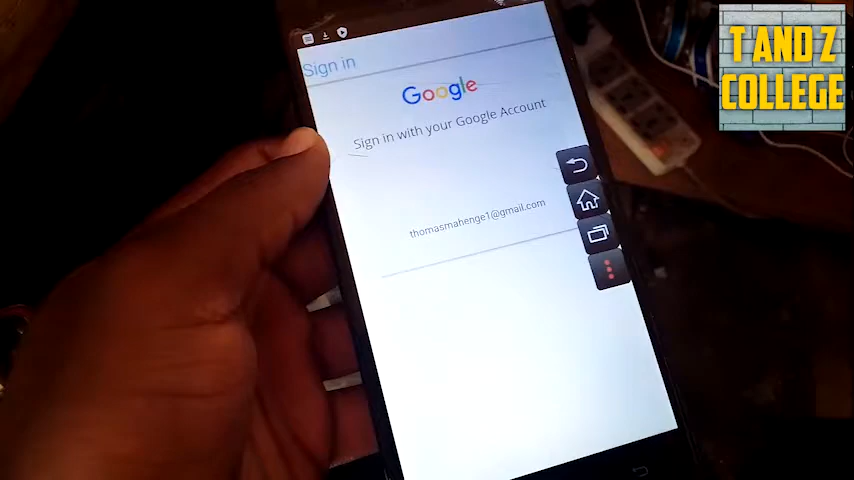 T AND Z
COLLEGE
Sign in
Google
Sign in with your Google Account
thomasmahenge1@gmail.com